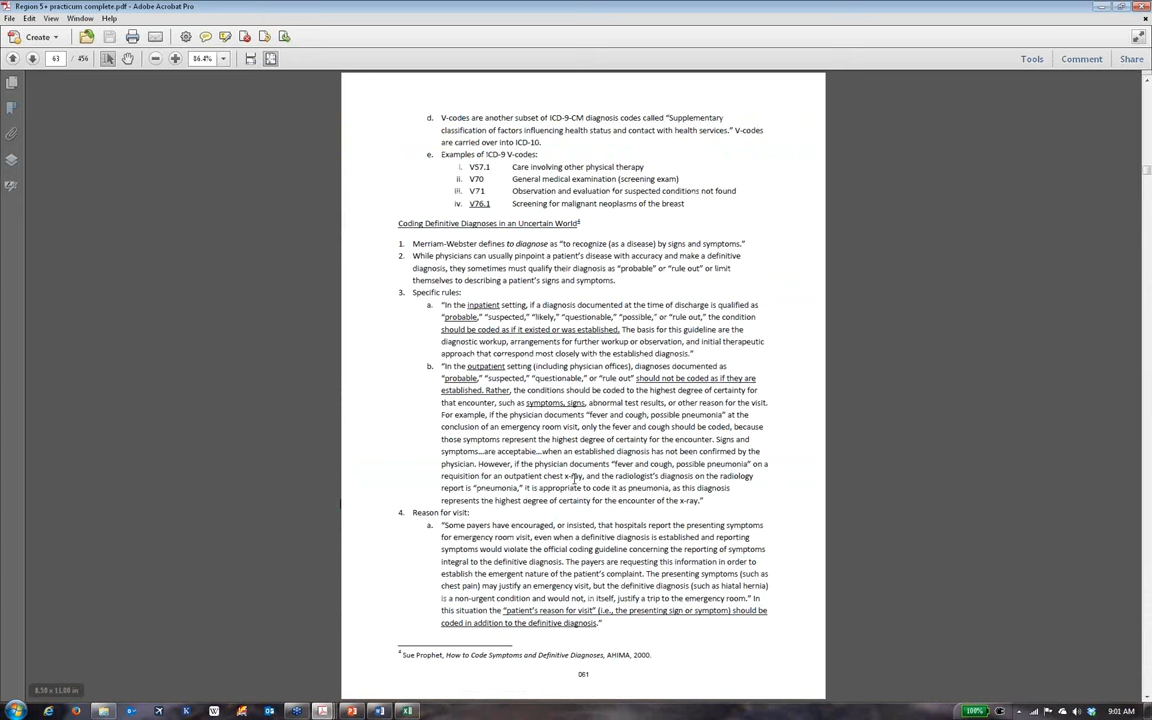 Region 5+ practicum complete.pdf - Adobe Acrobat Pro
File Edit View Window Help
Create
63 / 456
86.4%
Tools Comment Share
d. V-codes are another subset of ICD-9-CM diagnosis codes called “Supplementary
classification of factors influencing health status and contact with health services.” V-codes
are carried over into ICD-10.
e. Examples of ICD-9 V-codes:
i. V57.1 Care involving other physical therapy
ii. V70 General medical examination (screening exam)
iii. V71 Observation and evaluation for suspected conditions not found
iv. V76.1 Screening for malignant neoplasms of the breast
Coding Definitive Diagnoses in an Uncertain World4
1. Merriam-Webster defines to diagnose as “to recognize (as a disease) by signs and symptoms.”
2. While physicians can usually pinpoint a patient’s disease with accuracy and make a definitive
diagnosis, they sometimes must qualify their diagnosis as “probable” or “rule out” or limit
themselves to describing a patient’s signs and symptoms.
3. Specific rules:
a. “In the inpatient setting, if a diagnosis documented at the time of discharge is qualified as
“probable,” “suspected,” “likely,” “questionable,” “possible,” or “rule out,” the condition
should be coded as if it existed or was established. The basis for this guideline are the
diagnostic workup, arrangements for further workup or observation, and initial therapeutic
approach that correspond most closely with the established diagnosis.”
b. “In the outpatient setting (including physician offices), diagnoses documented as
“probable,” “suspected,” “questionable,” or “rule out” should not be coded as if they are
established. Rather, the conditions should be coded to the highest degree of certainty for
that encounter, such as symptoms, signs, abnormal test results, or other reason for the visit.
For example, if the physician documents “fever and cough, possible pneumonia” at the
conclusion of an emergency room visit, only the fever and cough should be coded, because
those symptoms represent the highest degree of certainty for the encounter. Signs and
symptoms…are acceptable…when an established diagnosis has not been confirmed by the
physician. However, if the physician documents “fever and cough, possible pneumonia” on a
requisition for an outpatient chest x-ray, and the radiologist’s diagnosis on the radiology
report is “pneumonia,” it is appropriate to code it as pneumonia, as this diagnosis
represents the highest degree of certainty for the encounter of the x-ray.”
4. Reason for visit:
a. “Some payers have encouraged, or insisted, that hospitals report the presenting symptoms
for emergency room visit, even when a definitive diagnosis is established and reporting
symptoms would violate the official coding guideline concerning the reporting of symptoms
integral to the definitive diagnosis. The payers are requesting this information in order to
establish the emergent nature of the patient’s complaint. The presenting symptoms (such as
chest pain) may justify an emergency visit, but the definitive diagnosis (such as hiatal hernia)
is a non-urgent condition and would not, in itself, justify a trip to the emergency room.” In
this situation the “patient’s reason for visit” (i.e., the presenting sign or symptom) should be
coded in addition to the definitive diagnosis.”
4 Sue Prophet, How to Code Symptoms and Definitive Diagnoses, AHIMA, 2000.
061
8.50 x 11.00 in
100%
9:01 AM